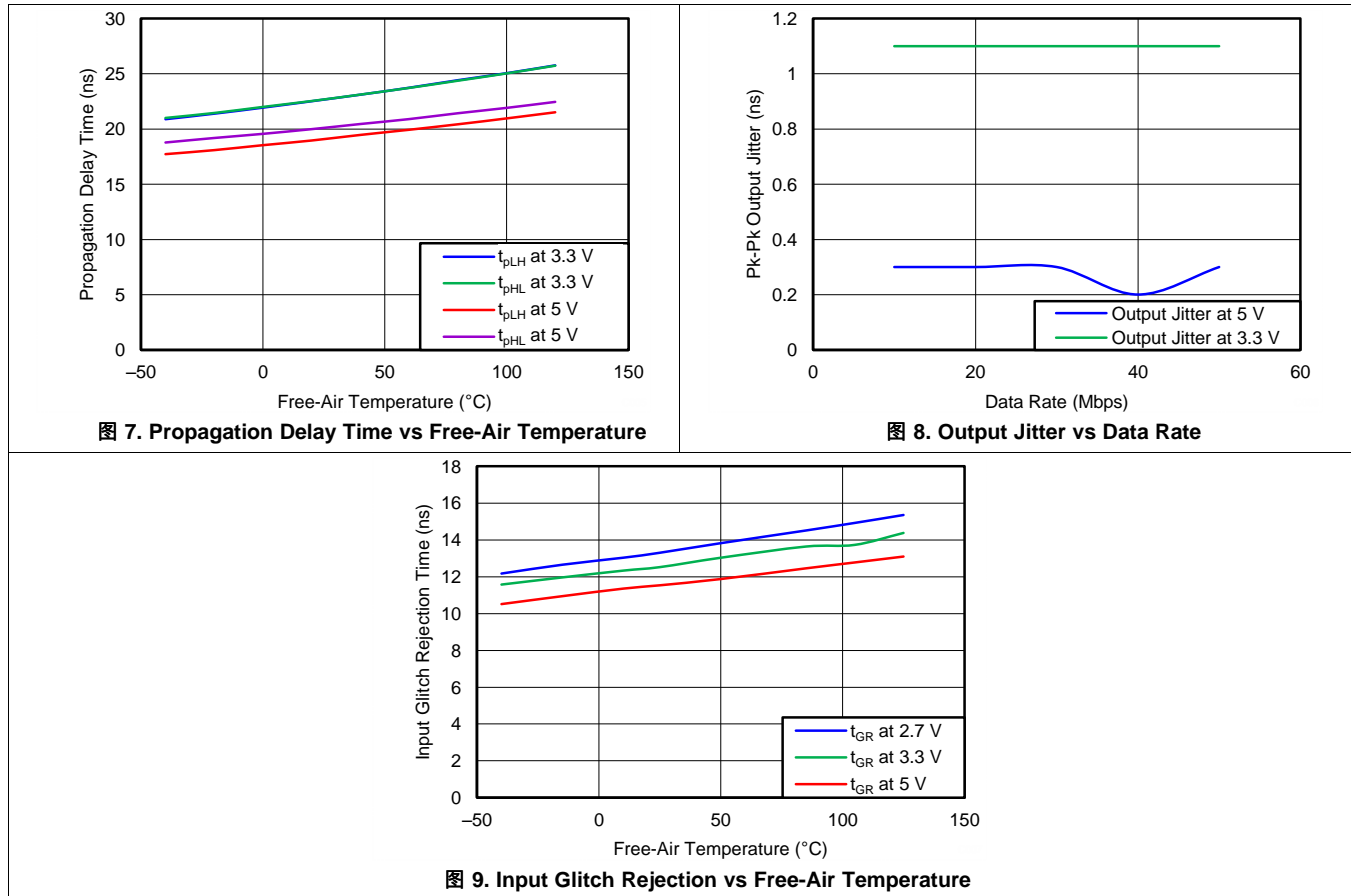 30
25
20
15
10
5
0
–50
0
50
100
150
Propagation Delay Time (ns)
Free-Air Temperature (°C)
tpLH at 3.3 V
tpHL at 3.3 V
tpLH at 5 V
tpHL at 5 V
图 7. Propagation Delay Time vs Free-Air Temperature
1.2
1
0.8
0.6
0.4
0.2
0
0
20
40
60
Pk-Pk Output Jitter (ns)
Data Rate (Mbps)
Output Jitter at 5 V
Output Jitter at 3.3 V
图 8. Output Jitter vs Data Rate
18
16
14
12
10
8
6
4
2
0
–50
0
50
100
150
Input Glitch Rejection Time (ns)
Free-Air Temperature (°C)
tGR at 2.7 V
tGR at 3.3 V
tGR at 5 V
图 9. Input Glitch Rejection vs Free-Air Temperature